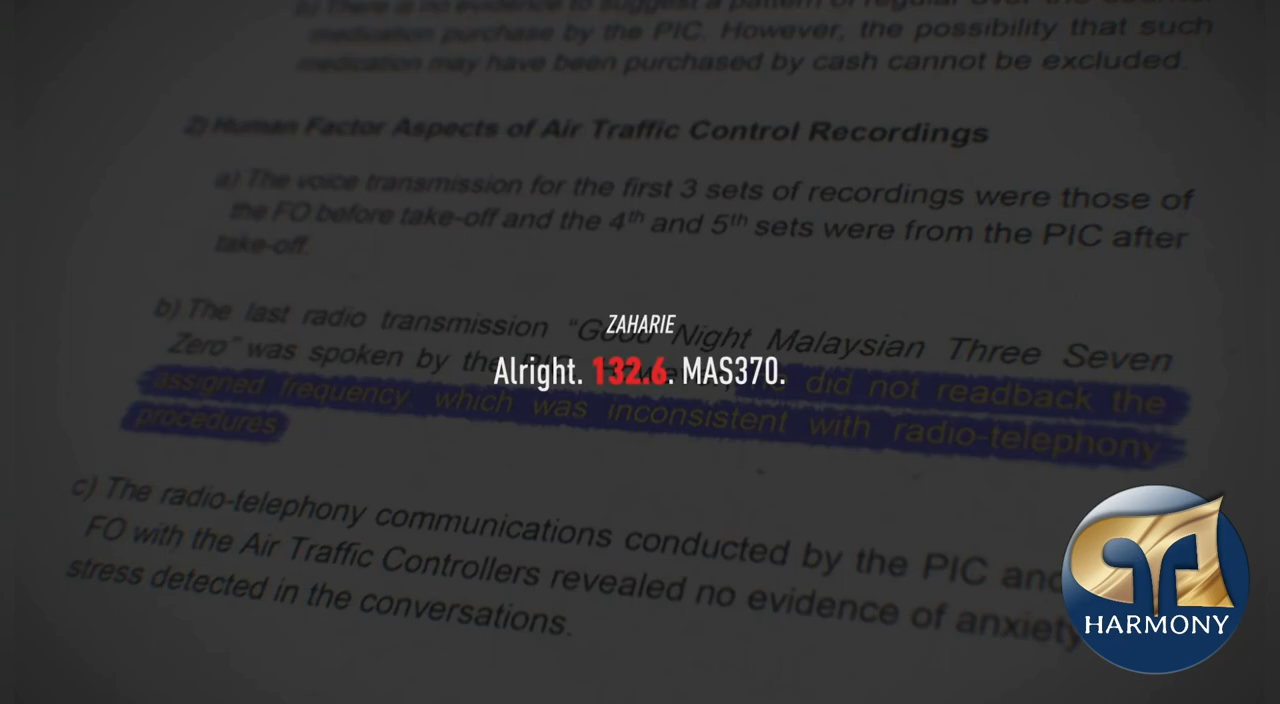 b) There is no evidence to suggest a pattern of regular over the
medication purchase by the PIC. However, the possibility that such
medication may have been purchased by cash cannot be excluded.
2) Human Factor Aspects of Air Traffic Control Recordings
a) The voice transmission for the first 3 sets of recordings were those of
the FO before take-off and the 4th and 5th sets were from the PIC after
take-off.
b) The last radio transmission “Good Night Malaysian Three Seven
Zero” was spoken by the did not readback the
assigned frequency, which was inconsistent with radio-telephony
procedures
c) The radio-telephony communications conducted by the PIC and
FO with the Air Traffic Controllers revealed no evidence of anxiety
stress detected in the conversations.
ZAHARIE
Alright. 132.6. MAS370.
HARMONY